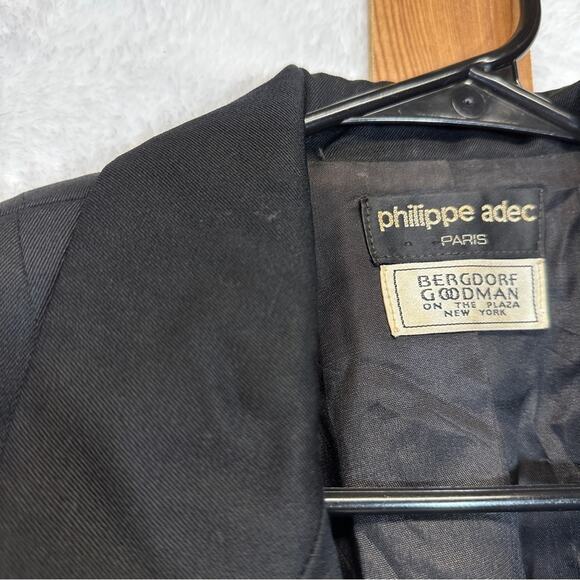 philippe adec
PARIS
BERGDORF
GOODMAN
ON THE PLAZA
NEW YORK